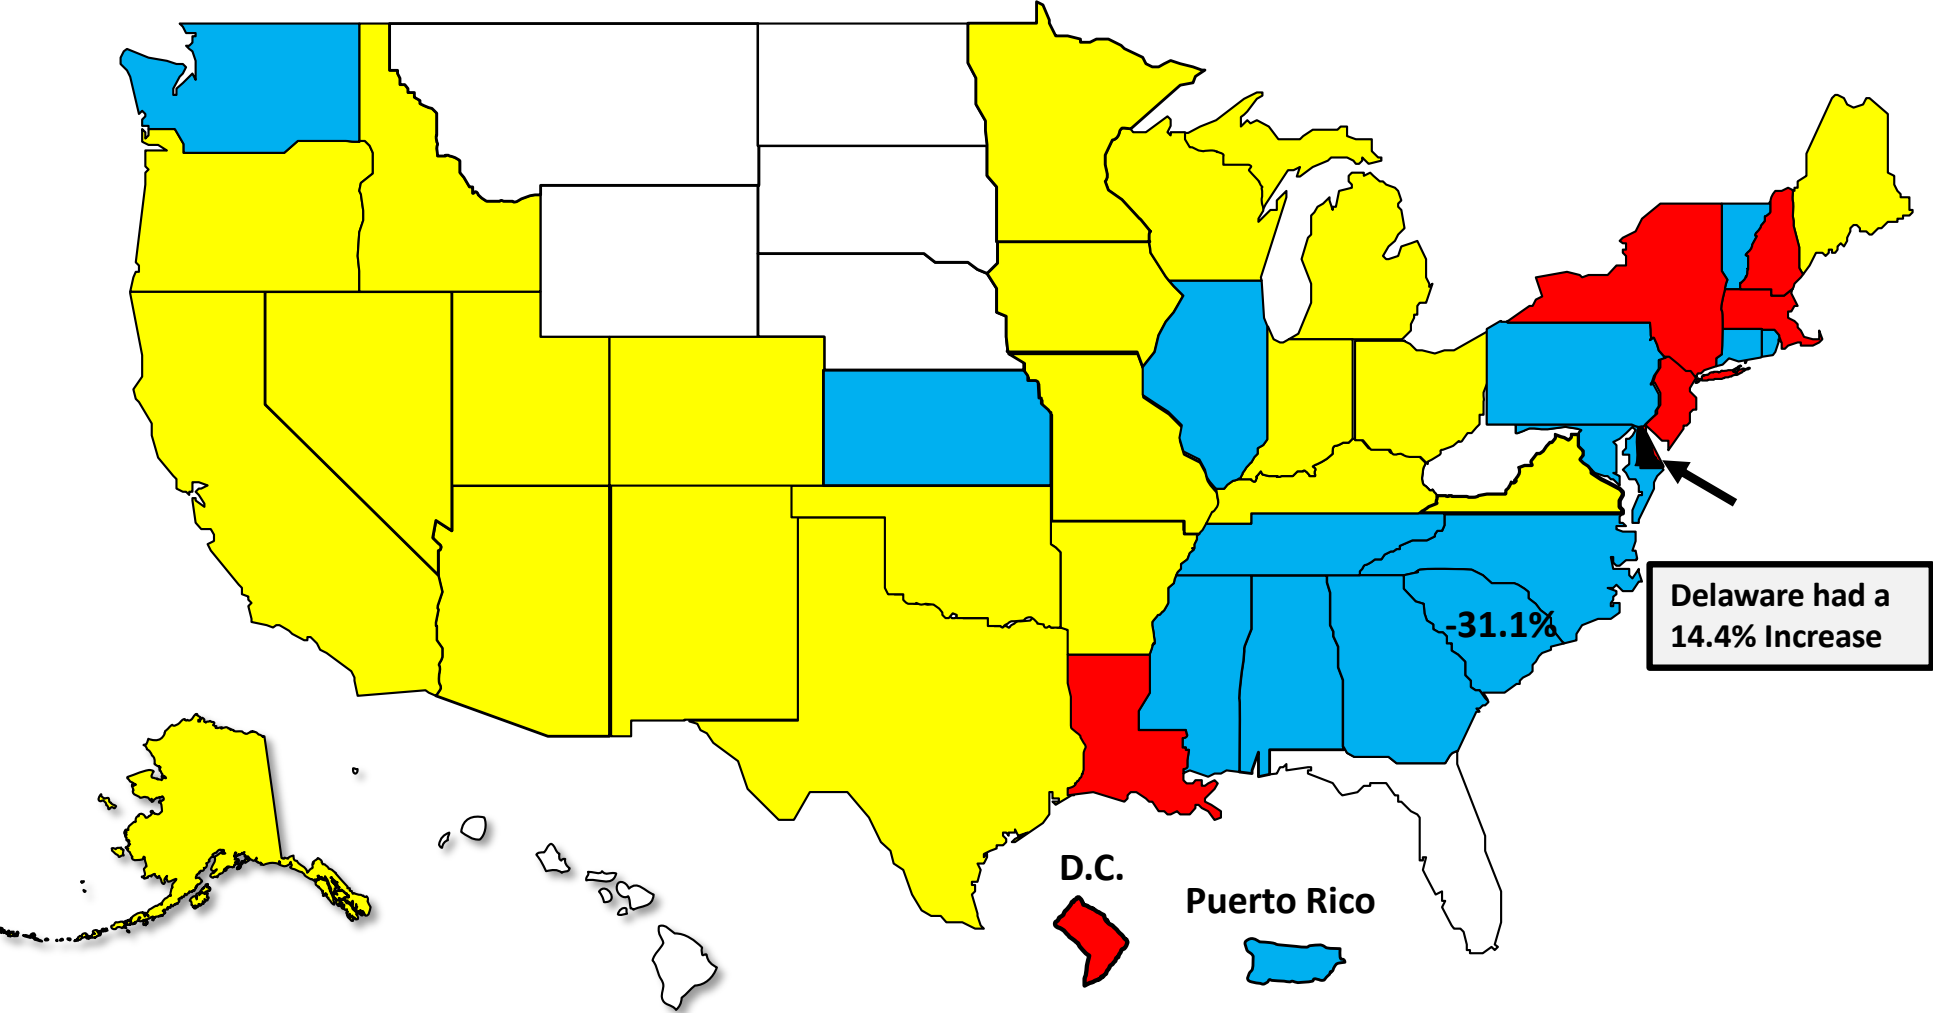 -31.1%
Delaware had a
14.4% Increase
D.C.
Puerto Rico